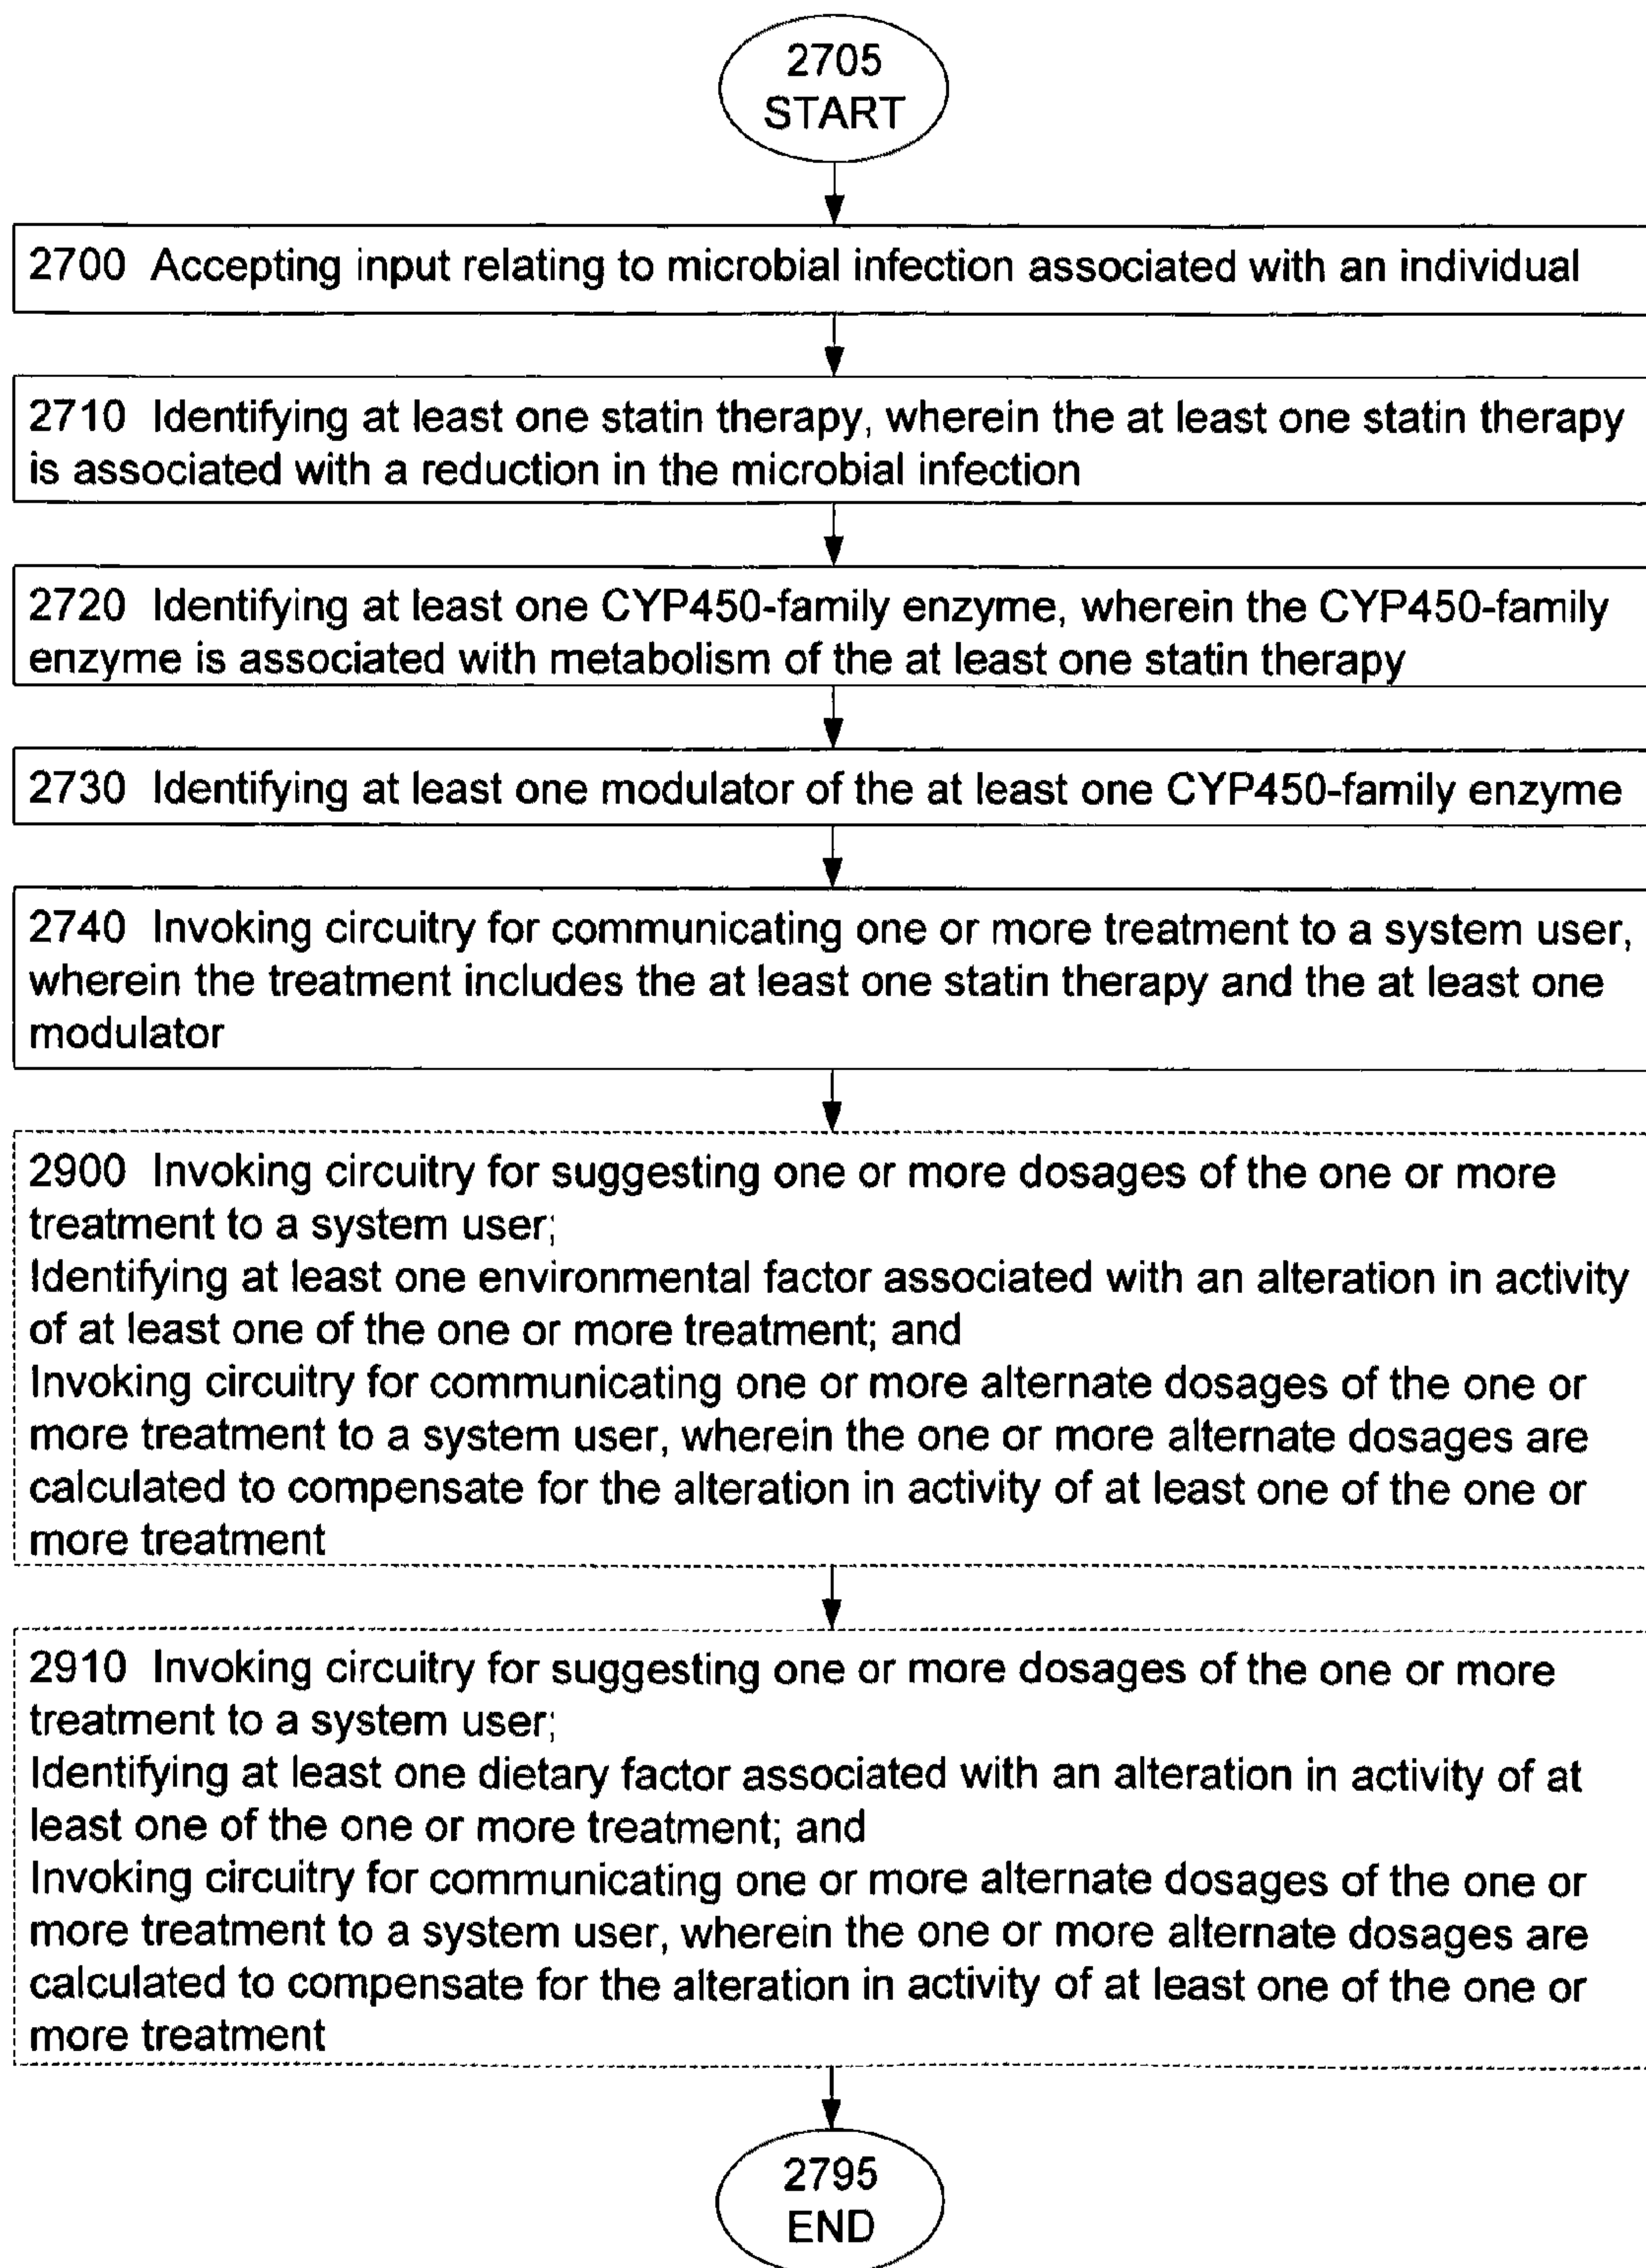 2705
START
2700 Accepting input relating to microbial infection associated with an individual
2710 Identifying at least one statin therapy, wherein the at least one statin therapy
is associated with a reduction in the microbial infection
2720 Identifying at least one CYP450-family enzyme, wherein the CYP450-family
enzyme is associated with metabolism of the at least one statin therapy
2730 Identifying at least one modulator of the at least one CYP450-family enzyme
2740 Invoking circuitry for communicating one or more treatment to a system user,
wherein the treatment includes the at least one statin therapy and the at least one
modulator
2900 Invoking circuitry for suggesting one or more dosages of the one or more
treatment to a system user;
Identifying at least one environmental factor associated with an alteration in activity
of at least one of the one or more treatment; and
Invoking circuitry for communicating one or more alternate dosages of the one or
more treatment to a system user, wherein the one or more alternate dosages are
calculated to compensate for the alteration in activity of at least one of the one or
more treatment
2910 Invoking circuitry for suggesting one or more dosages of the one or more
treatment to a system user;
Identifying at least one dietary factor associated with an alteration in activity of at
least one of the one or more treatment; and
Invoking circuitry for communicating one or more alternate dosages of the one or
more treatment to a system user, wherein the one or more alternate dosages are
calculated to compensate for the alteration in activity of at least one of the one or
more treatment
2795
END